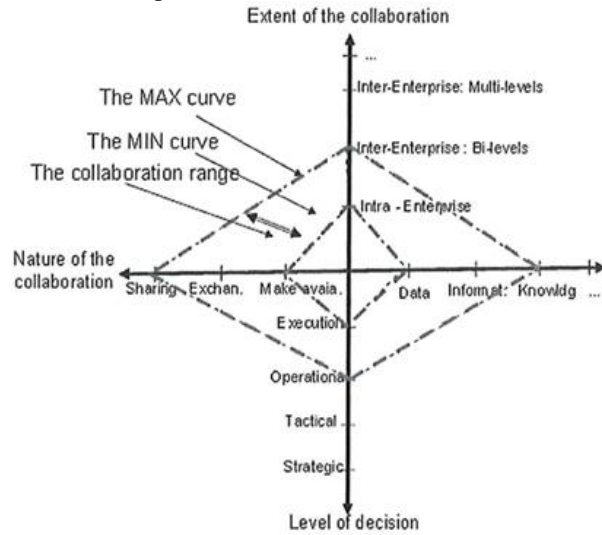 Extent of the collaboration
...
Inter-Enterprise: Multi-levels
The MAX curve
Inter-Enterprise : Bi-levels
The MIN curve
The collaboration range
Intra - Enterprise
Nature of the
collaboration
Sharing Exchan. Make avaia. Data Informat: Knowldg ...
Execution
Operationa
Tactical
Strategic
Level of decision